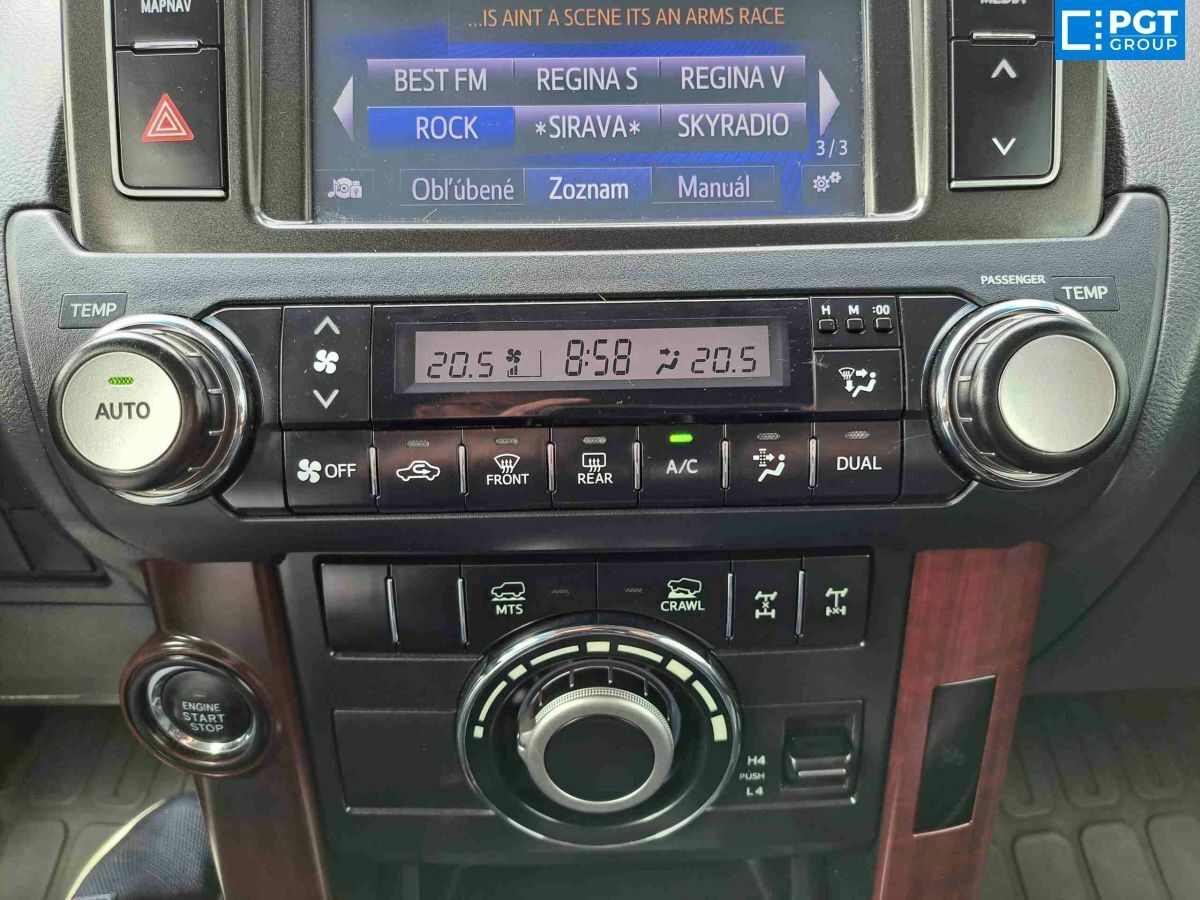 MAPNAV
...IS AINT A SCENE ITS AN ARMS RACE
MEDIA
PGT
GROUP
BEST FM
REGINA S
REGINA V
ROCK
*SIRAVA*
SKYRADIO
3/3
Obľúbené
Zoznam
Manuál
PASSENGER
TEMP
TEMP
H M :00
20.5
8:58
20.5
AUTO
OFF
FRONT
REAR
A/C
DUAL
MTS
CRAWL
ENGINE
START
STOP
H4
PUSH
L4